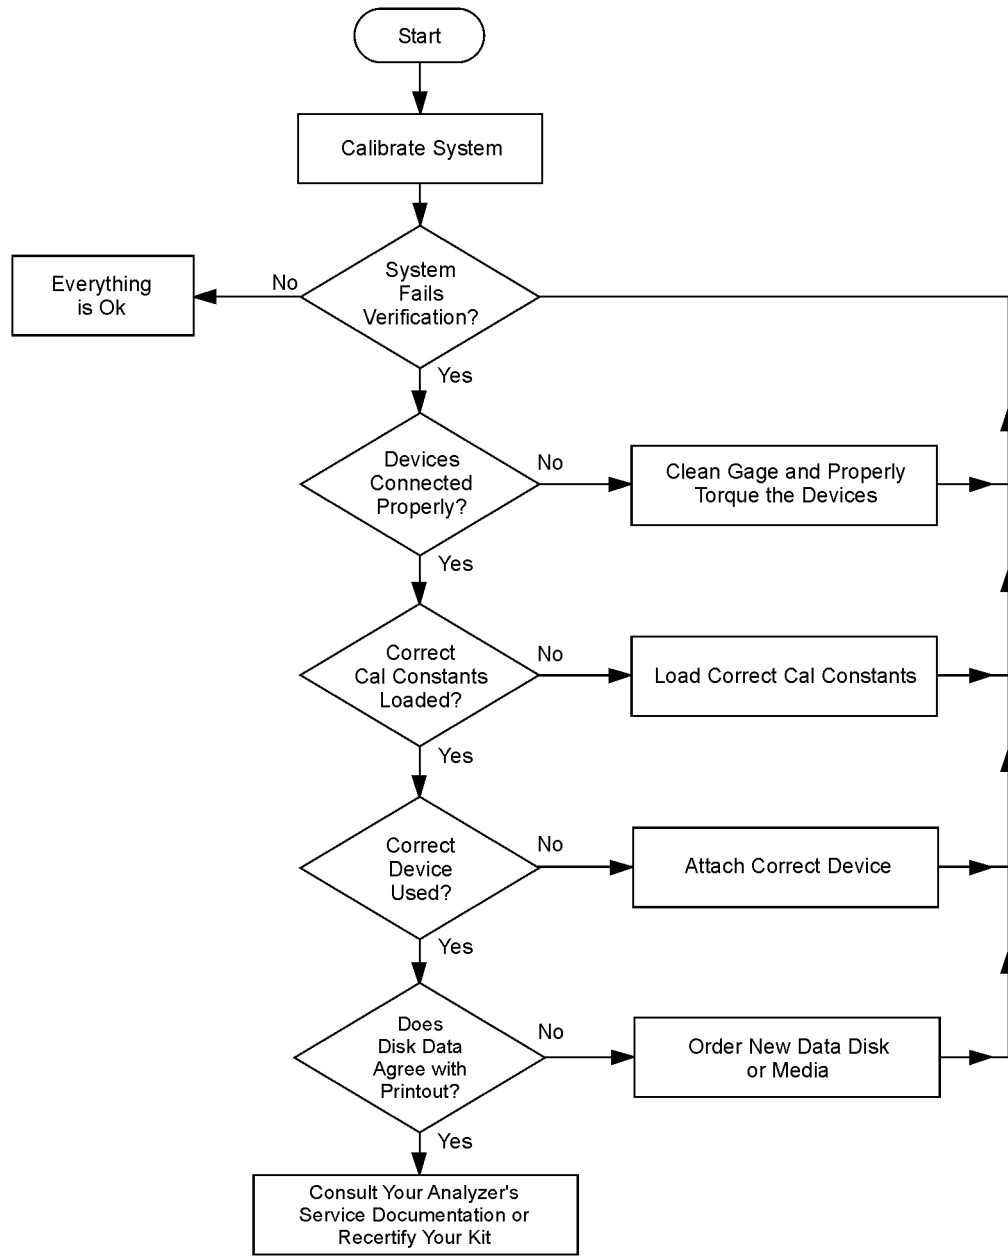 Start
Calibrate System
System
Fails
Verification?
No
Everything
is Ok
Yes
Devices
Connected
Properly?
No
Clean Gage and Properly
Torque the Devices
Yes
Correct
Cal Constants
Loaded?
No
Load Correct Cal Constants
Yes
Correct
Device
Used?
No
Attach Correct Device
Yes
Does
Disk Data
Agree with
Printout?
No
Order New Data Disk
or Media
Yes
Consult Your Analyzer's
Service Documentation or
Recertify Your Kit